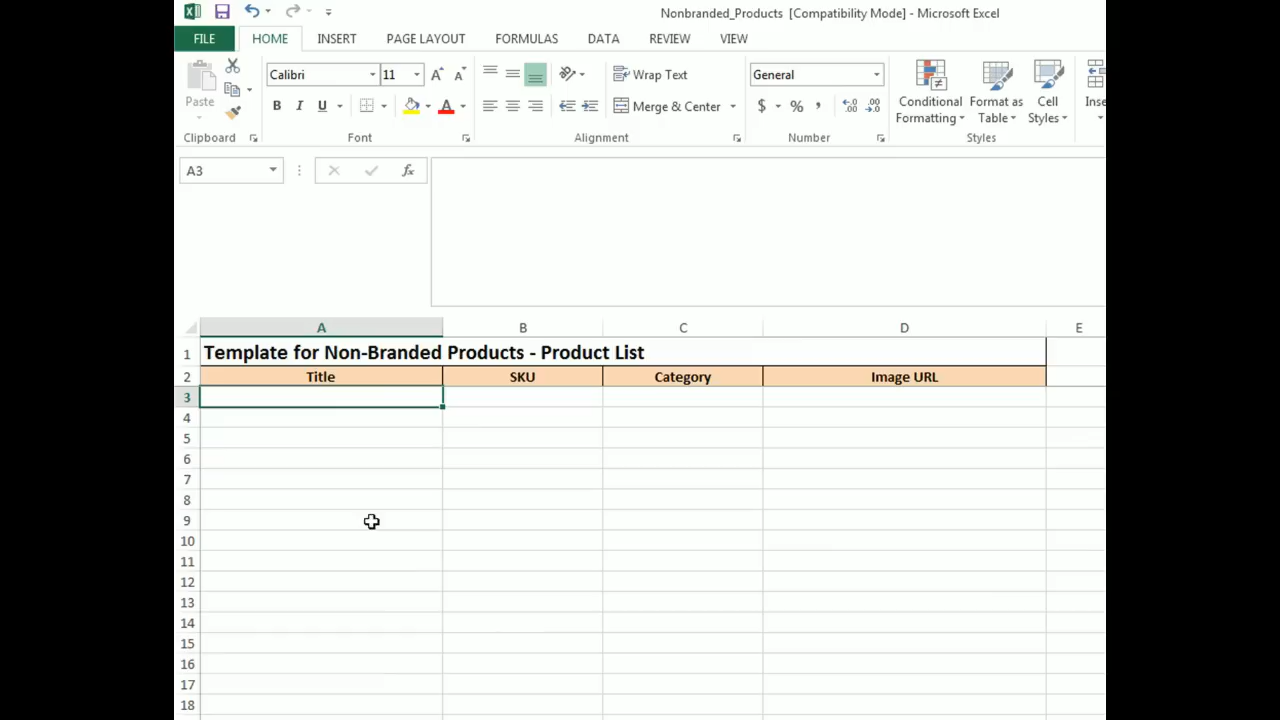 Nonbranded_Products [Compatibility Mode] - Microsoft Excel
FILE HOME INSERT PAGE LAYOUT FORMULAS DATA REVIEW VIEW
Paste
Calibri 11
B I U A
Wrap Text
Merge & Center
General
$ % ,
Conditional Formatting
Format as Table
Cell Styles
Inse
Clipboard Font Alignment Number Styles
A3 fx
A B C D E
1 Template for Non-Branded Products - Product List
2 Title SKU Category Image URL
3
4
5
6
7
8
9
10
11
12
13
14
15
16
17
18